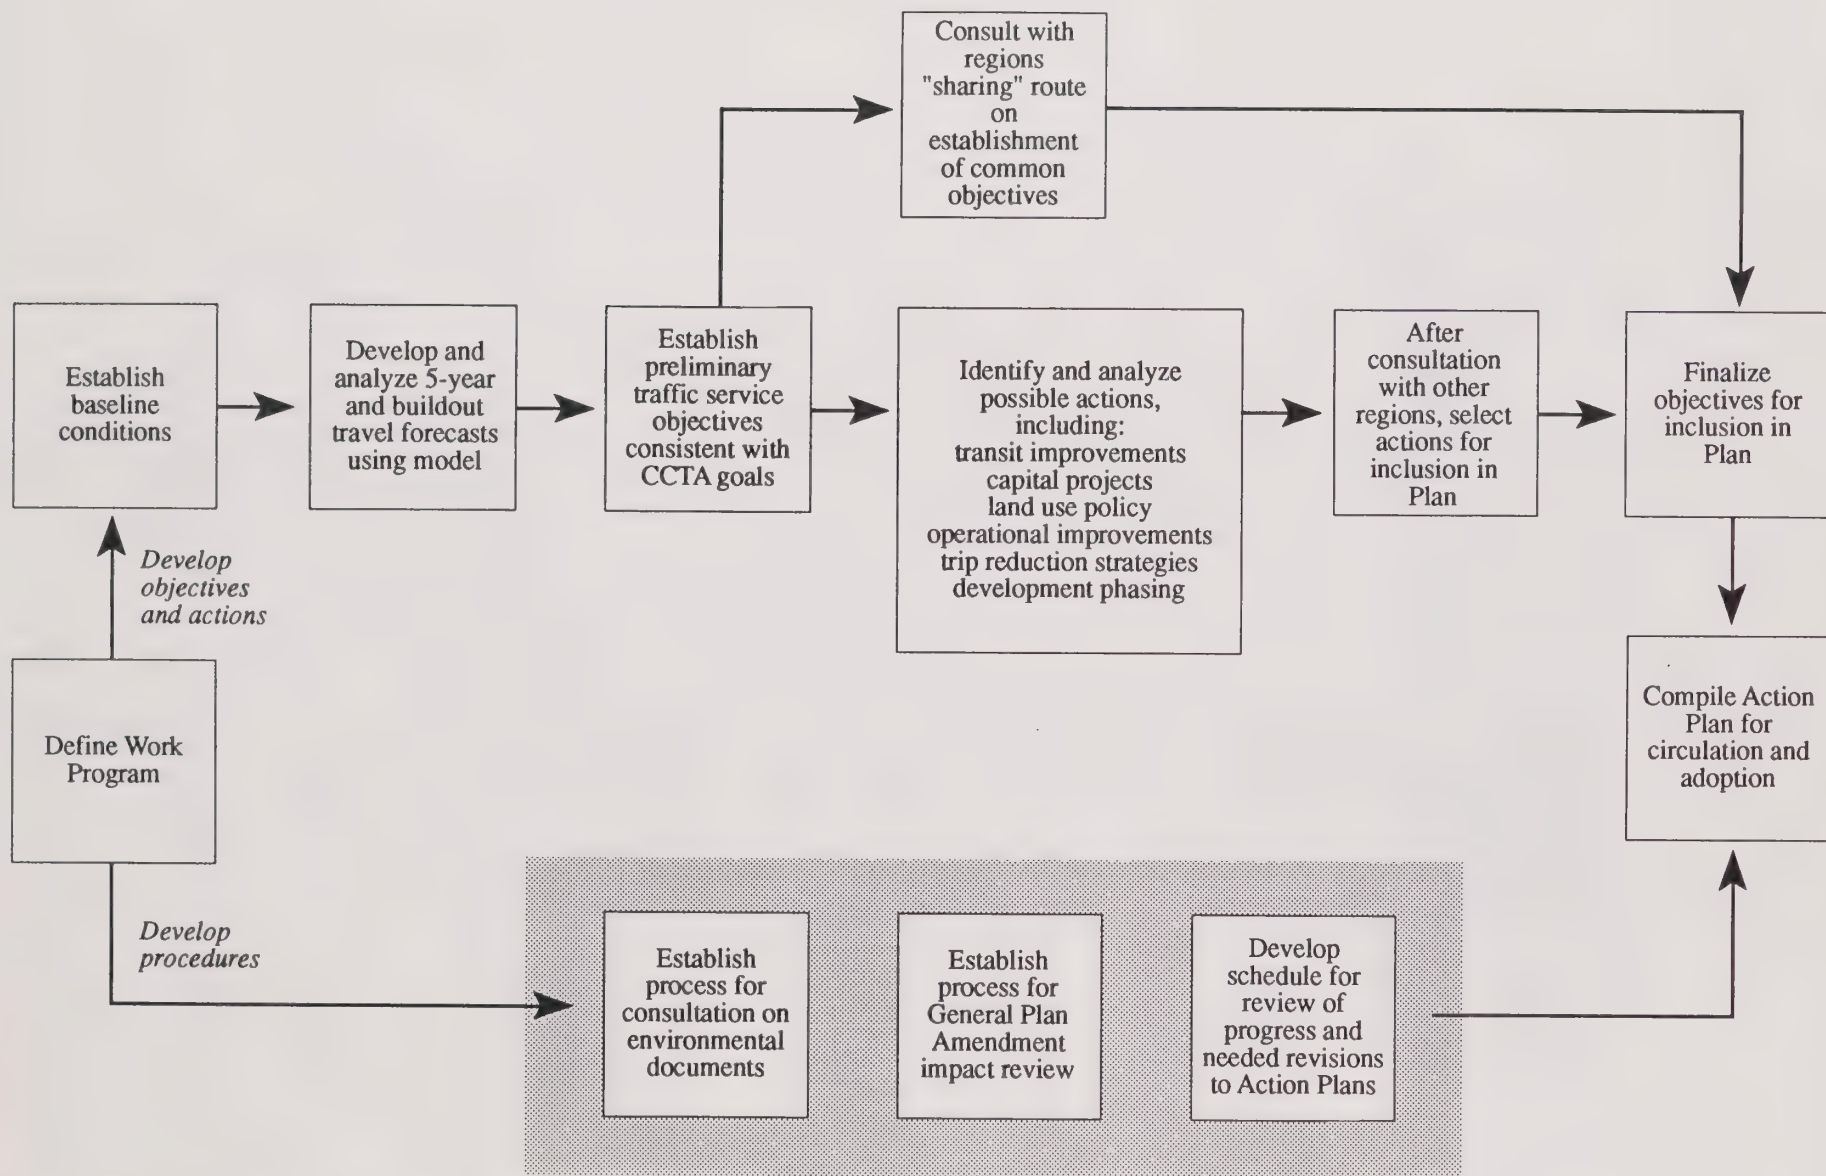 Consult with
regions
"sharing" route
on
establishment
of common
objectives
Establish
baseline
conditions
Develop and
analyze 5-year
and buildout
travel forecasts
using model
Establish
preliminary
traffic service
objectives
consistent with
CCTA goals
Identify and analyze
possible actions,
including:
transit improvements
capital projects
land use policy
operational improvements
trip reduction strategies
development phasing
After
consultation
with other
regions, select
actions for
inclusion in
Plan
Finalize
objectives for
inclusion in
Plan
Develop
objectives
and actions
Define Work
Program
Compile Action
Plan for
circulation and
adoption
Develop
procedures
Establish
process for
consultation on
environmental
documents
Establish
process for
General Plan
Amendment
impact review
Develop
schedule for
review of
progress and
needed revisions
to Action Plans